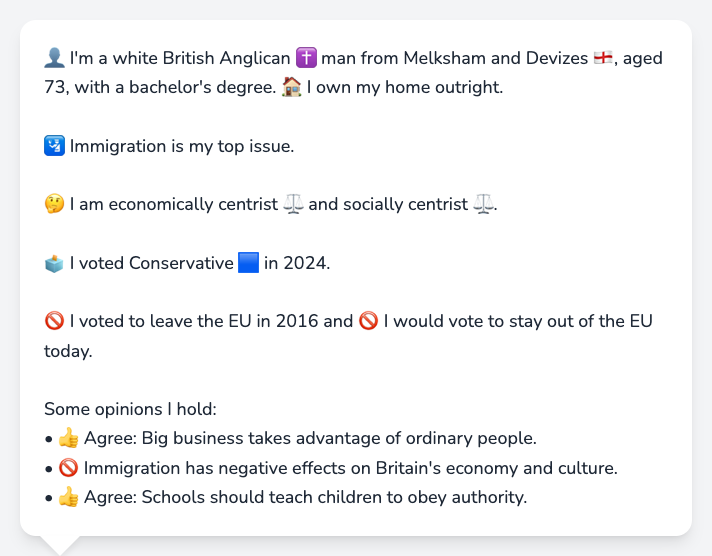 👤 I'm a white British Anglican ✝️ man from Melksham and Devizes 🏴󠁧󠁢󠁥󠁮󠁧󠁿, aged
73, with a bachelor's degree. 🏠 I own my home outright.
🛂 Immigration is my top issue.
🤔 I am economically centrist ⚖️ and socially centrist ⚖️.
🗳️ I voted Conservative 🟦 in 2024.
🚫 I voted to leave the EU in 2016 and 🚫 I would vote to stay out of the EU
today.
Some opinions I hold:
• 👍 Agree: Big business takes advantage of ordinary people.
• 🚫 Immigration has negative effects on Britain's economy and culture.
• 👍 Agree: Schools should teach children to obey authority.